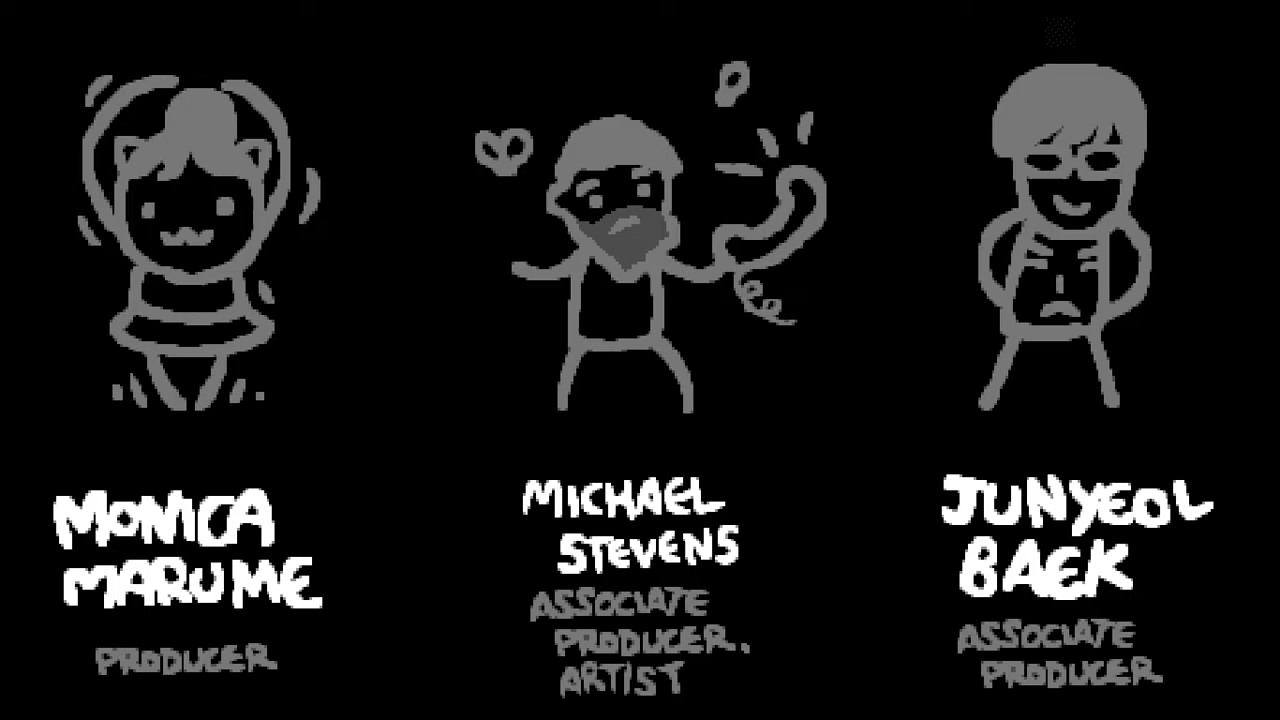 MONICA
MARUME
PRODUCER
MICHAEL
STEVENS
ASSOCIATE
PRODUCER.
ARTIST
JUNYEOL
BAEK
ASSOCIATE
PRODUCER